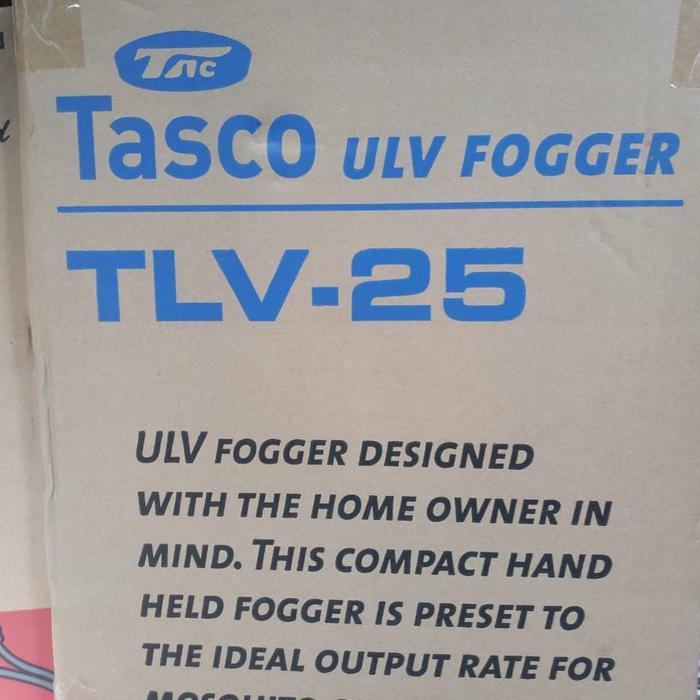 TAC
Tasco ULV FOGGER
TLV-25
ULV FOGGER DESIGNED
WITH THE HOME OWNER IN
MIND. THIS COMPACT HAND
HELD FOGGER IS PRESET TO
THE IDEAL OUTPUT RATE FOR